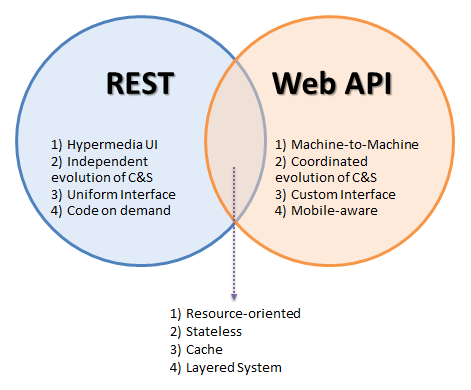 REST
1) Hypermedia UI
2) Independent
evolution of C&S
3) Uniform Interface
4) Code on demand
Web API
1) Machine-to-Machine
2) Coordinated
evolution of C&S
3) Custom Interface
4) Mobile-aware
1) Resource-oriented
2) Stateless
3) Cache
4) Layered System